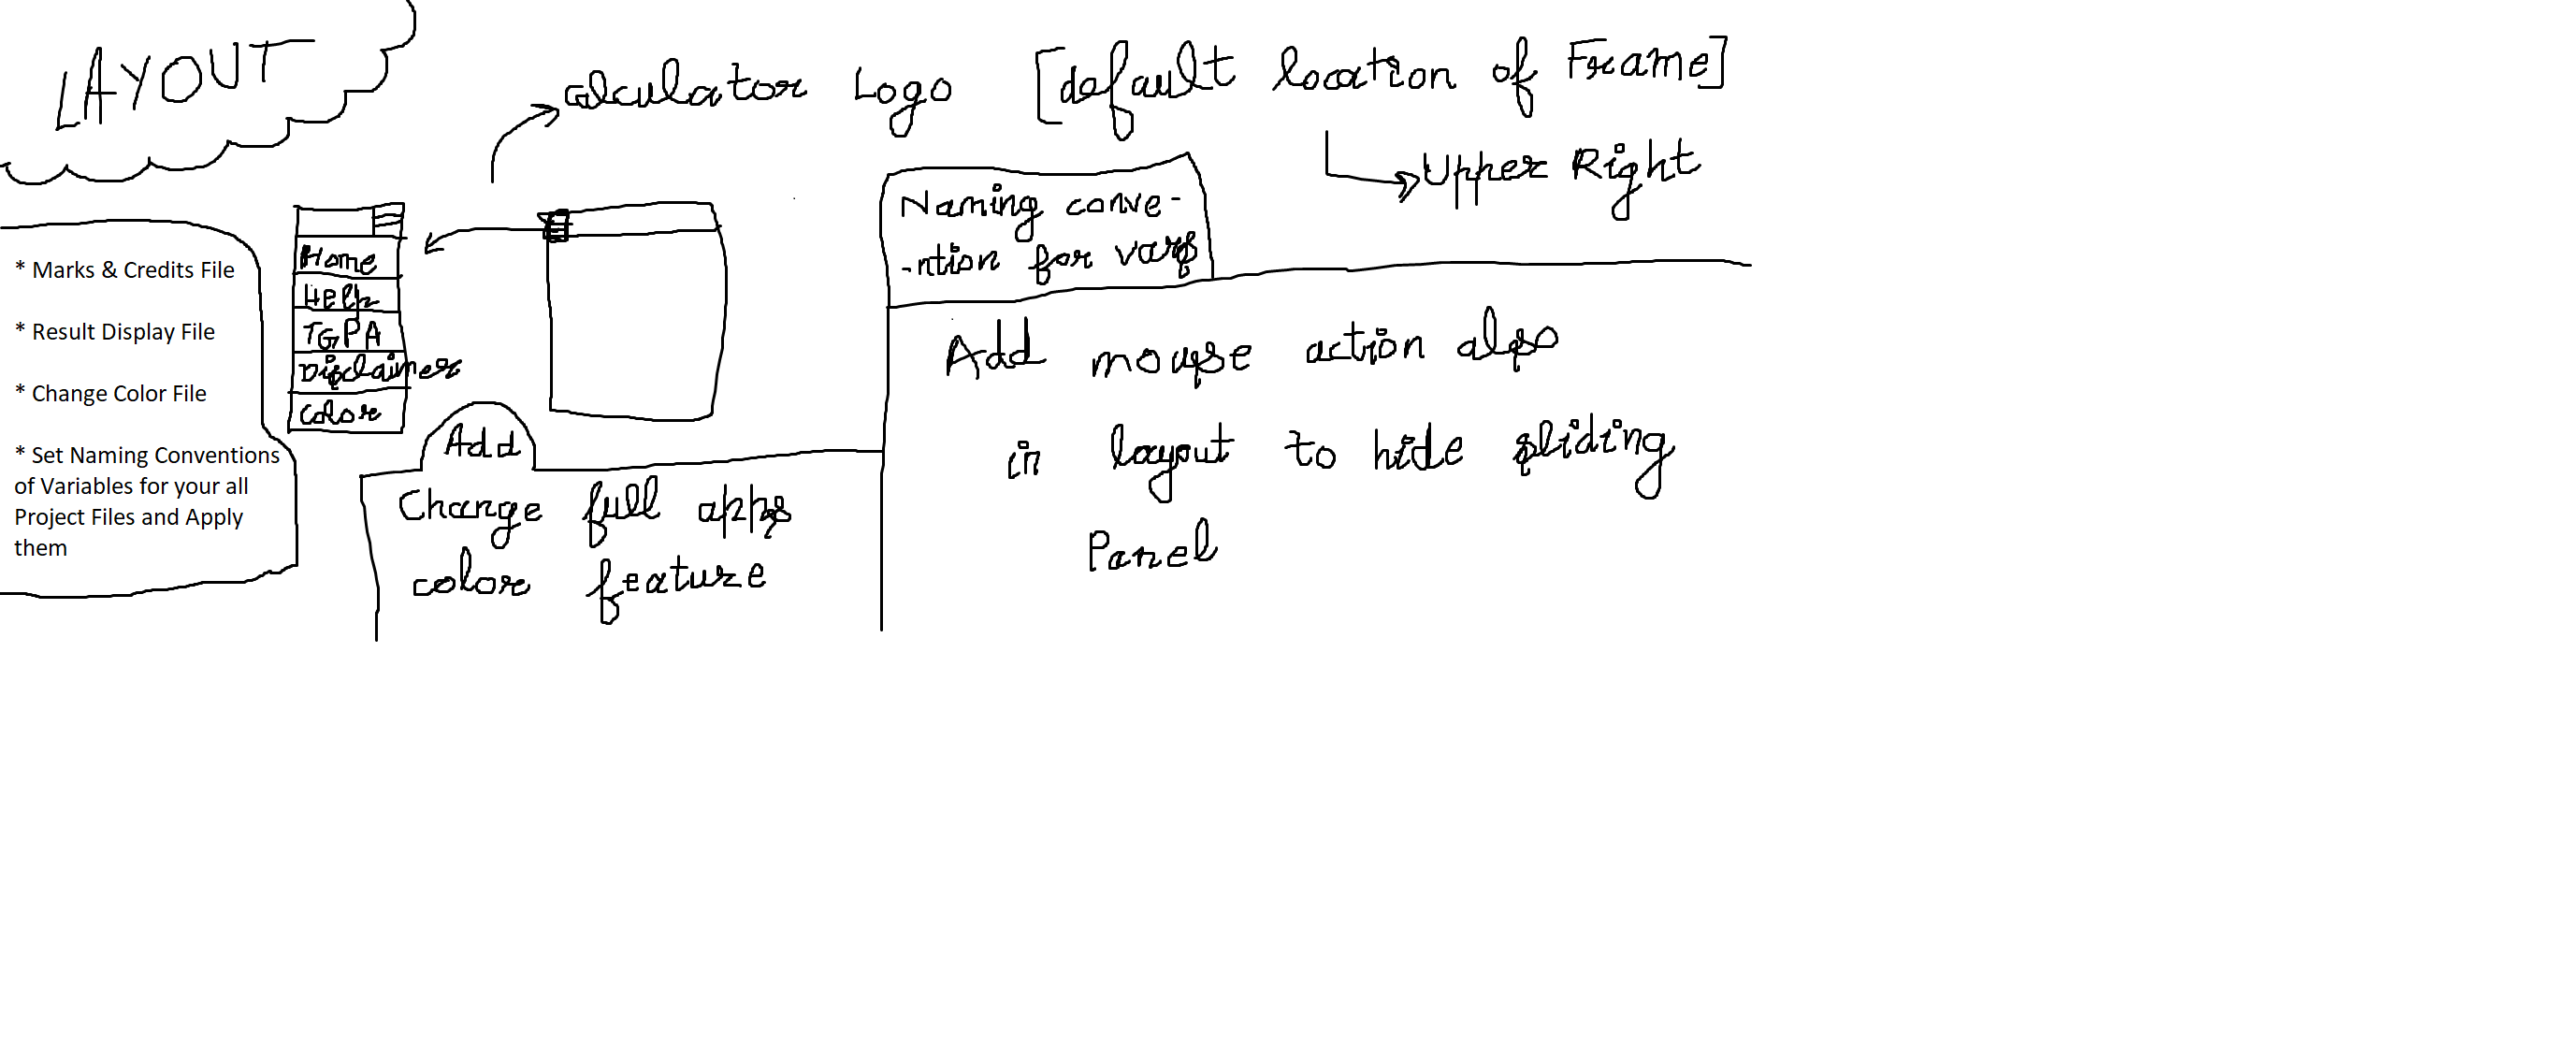 LAYOUT
calculator Logo [default location of Frame]
Upper Right
Naming conve-
-ntion for vars
* Marks & Credits File
* Result Display File
* Change Color File
* Set Naming Conventions
of Variables for your all
Project Files and Apply
them
Home
Help
TGPA
Disclaimer
Color
Add
Change full apps
color feature
Add mouse action also
in layout to hide sliding
Panel